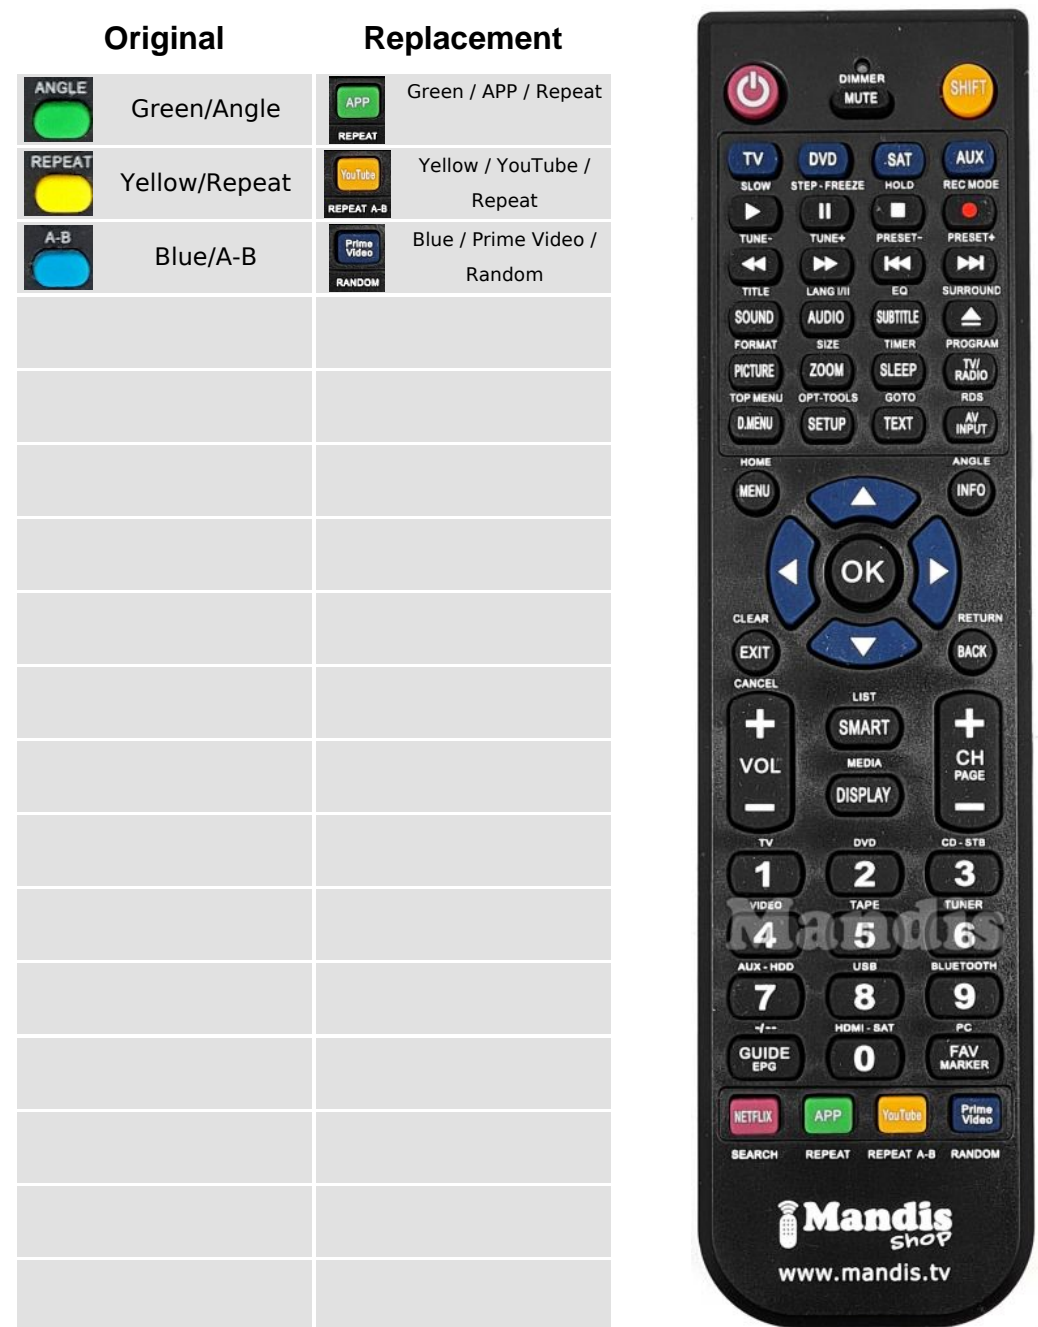 Original Replacement
ANGLE
Green/Angle
APP
REPEAT
Green / APP / Repeat
REPEAT
Yellow/Repeat
YouTube
REPEAT A-B
Yellow / YouTube /
Repeat
A-B
Blue/A-B
Prime
Video
RANDOM
Blue / Prime Video /
Random
DIMMER
MUTE
SHIFT
TV DVD SAT AUX
SLOW STEP-FREEZE HOLD REC MODE
TUNE- TUNE+ PRESET- PRESET+
TITLE LANG I/II EQ SURROUND
SOUND AUDIO SUBTITLE
FORMAT SIZE TIMER PROGRAM
PICTURE ZOOM SLEEP TV/
RADIO
TOP MENU OPT-TOOLS GOTO RDS
D.MENU SETUP TEXT AV
INPUT
HOME ANGLE
MENU INFO
OK
CLEAR RETURN
EXIT BACK
CANCEL
LIST
+ SMART +
VOL MEDIA CH
PAGE
- DISPLAY -
TV DVD CD-STB
1 2 3
VIDEO TAPE TUNER
Mandis
4 5 6
AUX-HDD USB BLUETOOTH
7 8 9
-/-- HDMI-SAT PC
GUIDE
EPG
0
FAV
MARKER
NETFLIX APP YouTube Prime
Video
SEARCH REPEAT REPEAT A-B RANDOM
Mandis
shop
www.mandis.tv